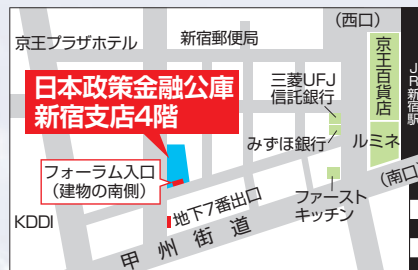 (西口)
京王プラザホテル
新宿郵便局
京王百貨店
JR新宿駅
日本政策金融公庫
新宿支店4階
三菱UFJ
信託銀行
みずほ銀行
ルミネ
フォーラム入口
(建物の南側)
(南口)
ファースト
キッチン
地下7番出口
KDDI
甲州街道